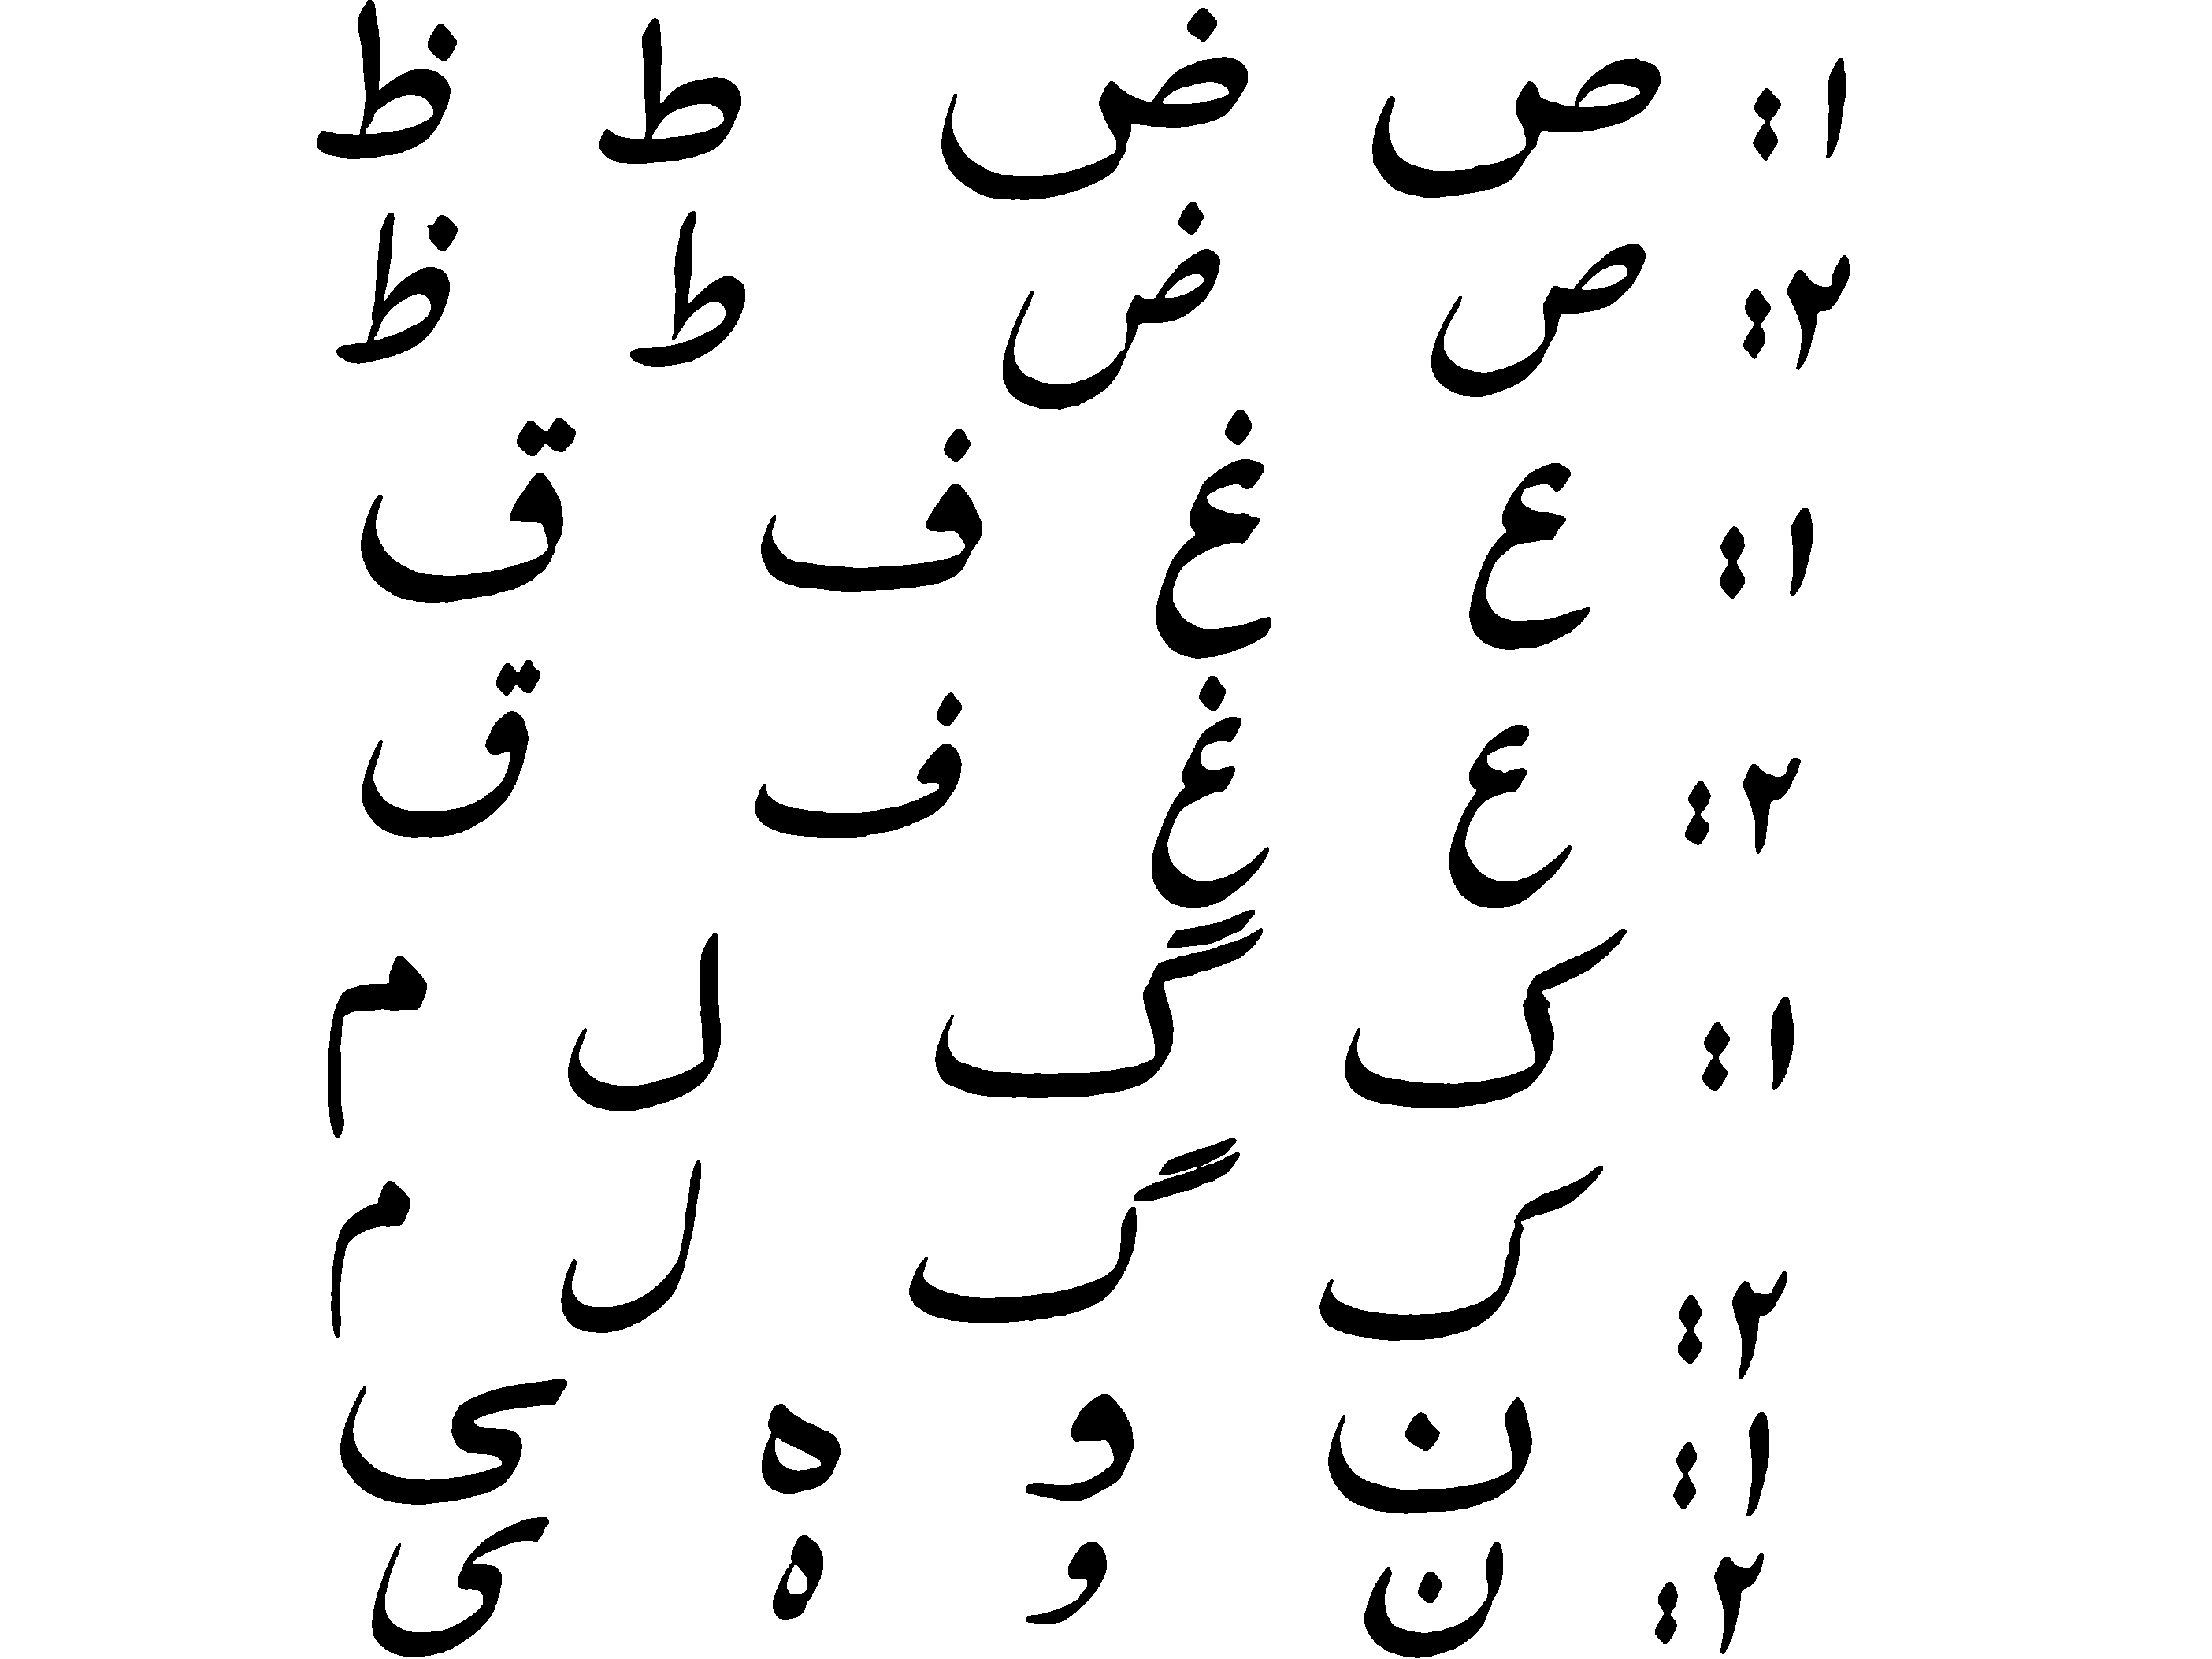 ۱: ص ض ط ظ
۲: ص ض ط ظ
۱: ع غ ف ق
۲: ع غ ف ق
۱: ک گ ل م
۲: ک گ ل م
۱: ن و ه ی
۲: ن و ه ی